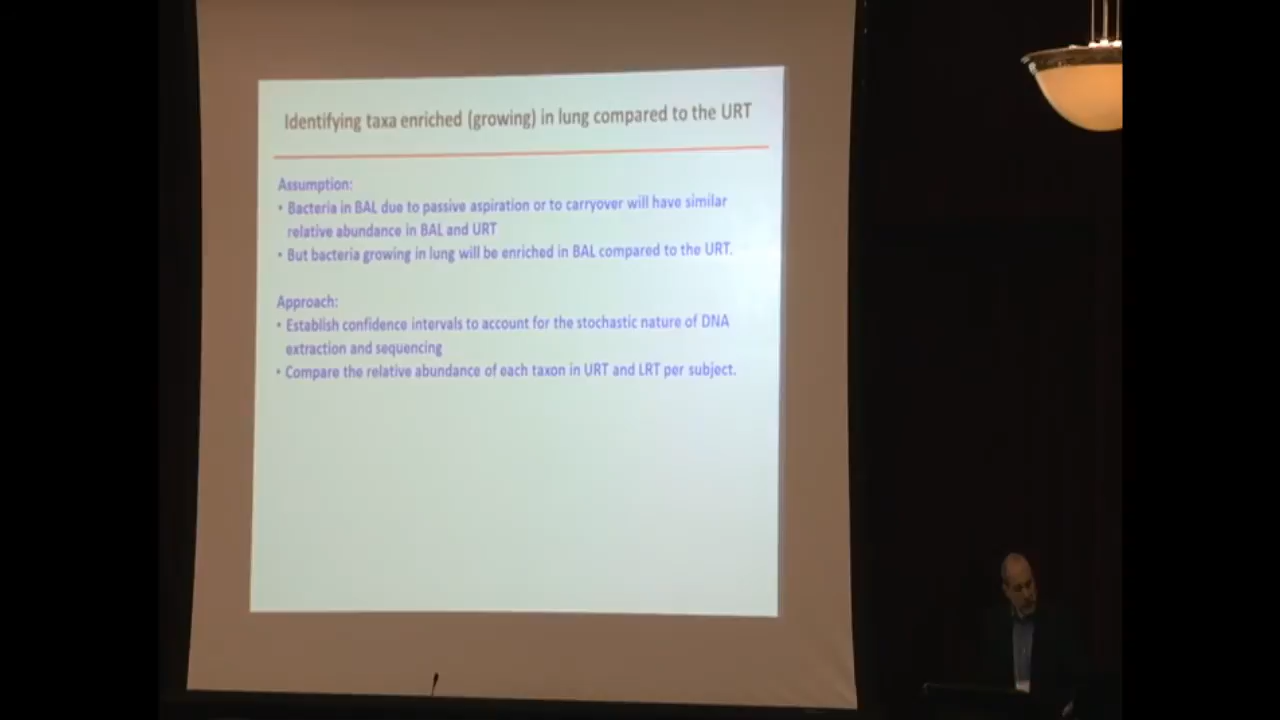 Identifying taxa enriched (growing) in lung compared to the URT
Assumption:
• Bacteria in BAL due to passive aspiration or to carryover will have similar
relative abundance in BAL and URT
• But bacteria growing in lung will be enriched in BAL compared to the URT.
Approach:
• Establish confidence intervals to account for the stochastic nature of DNA
extraction and sequencing
• Compare the relative abundance of each taxon in URT and LRT per subject.